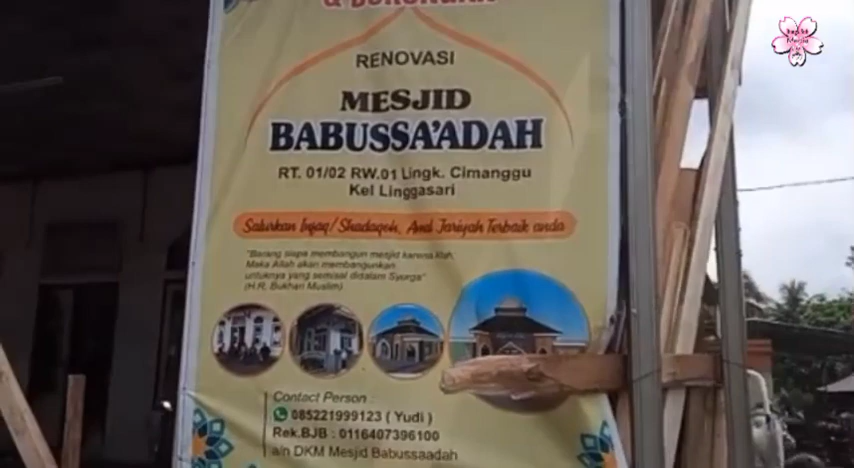 RENOVASI
MESJID
BABUSSA'ADAH
RT. 01/02 RW.01 Lingk. Cimanggu
Kel Linggasari
Salurkan Infaq/Shadaqoh, Amal Jariyah Terbaik anda
"Barang siapa membangun mesjid karena Allah,
Maka Allah akan membangunkan
untuknya yang semisal didalam Syurga"
(H.R. Bukhari Muslim)
Contact Person :
085221999123 ( Yudi )
Rek.BJB : 0116407396100
a/n DKM Mesjid Babussaadah